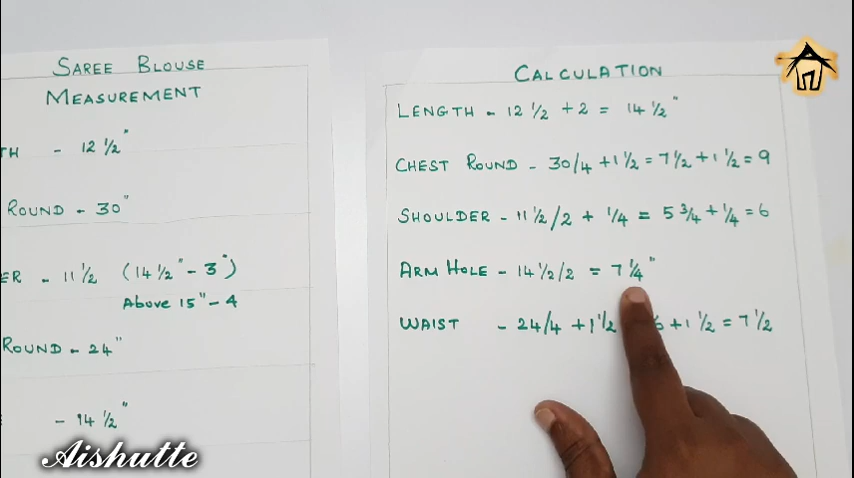 SAREE BLOUSE
MEASUREMENT
TH - 12 1/2"
ROUND - 30"
ER - 11 1/2 (14 1/2" - 3")
Above 15" - 4
ROUND - 24"
- 14 1/2"
Aishutte
CALCULATION
LENGTH - 12 1/2 + 2 = 14 1/2"
CHEST ROUND - 30/4 + 1 1/2 = 7 1/2 + 1 1/2 = 9
SHOULDER - 11 1/2/2 + 1/4 = 5 3/4 + 1/4 = 6
ARM HOLE - 14 1/2/2 = 7 1/4"
WAIST - 24/4 + 1 1/2 6 + 1 1/2 = 7 1/2